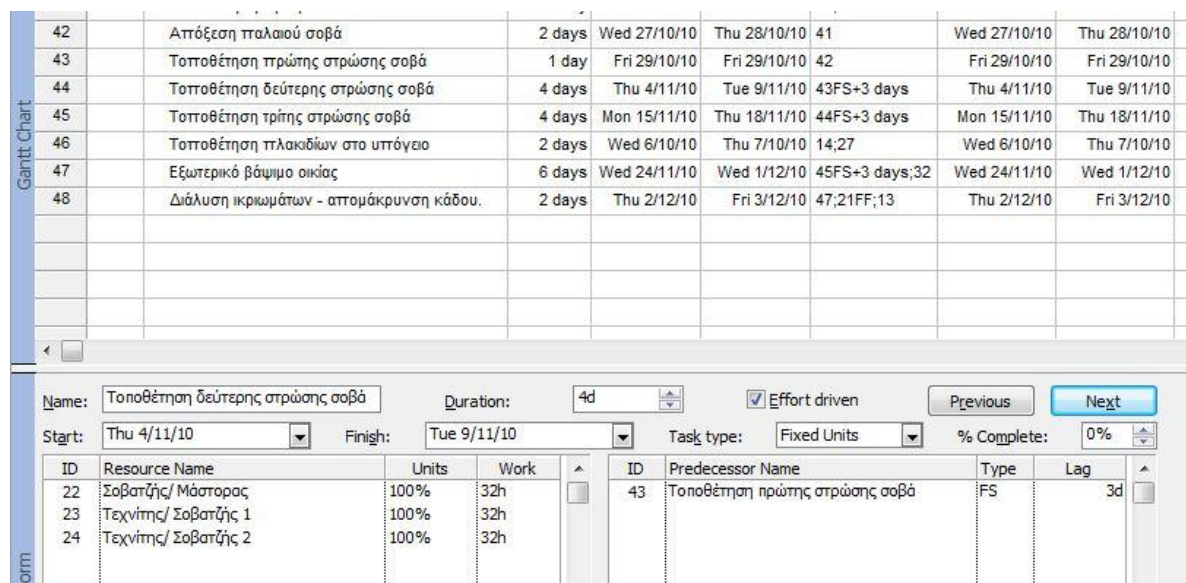 42 Απόξεση παλαιού σοβά 2 days Wed 27/10/10 Thu 28/10/10 41 Wed 27/10/10 Thu 28/10/10
43 Τοποθέτηση πρώτης στρώσης σοβά 1 day Fri 29/10/10 Fri 29/10/10 42 Fri 29/10/10 Fri 29/10/10
44 Τοποθέτηση δεύτερης στρώσης σοβά 4 days Thu 4/11/10 Tue 9/11/10 43FS+3 days Thu 4/11/10 Tue 9/11/10
45 Τοποθέτηση τρίτης στρώσης σοβά 4 days Mon 15/11/10 Thu 18/11/10 44FS+3 days Mon 15/11/10 Thu 18/11/10
46 Τοποθέτηση πλακιδίων στο υπόγειο 2 days Wed 6/10/10 Thu 7/10/10 14;27 Wed 6/10/10 Thu 7/10/10
47 Εξωτερικό βάψιμο οικίας 6 days Wed 24/11/10 Wed 1/12/10 45FS+3 days;32 Wed 24/11/10 Wed 1/12/10
48 Διάλυση ικριωμάτων - απομάκρυνση κάδου. 2 days Thu 2/12/10 Fri 3/12/10 47;21FF;13 Thu 2/12/10 Fri 3/12/10
Gantt Chart
Name: Τοποθέτηση δεύτερης στρώσης σοβά Duration: 4d Effort driven Previous Next
Start: Thu 4/11/10 Finish: Tue 9/11/10 Task type: Fixed Units % Complete: 0%
ID Resource Name Units Work ID Predecessor Name Type Lag
22 Σοβατζής/ Μάστορας 100% 32h 43 Τοποθέτηση πρώτης στρώσης σοβά FS 3d
23 Τεχνίτης/ Σοβατζής 1 100% 32h
24 Τεχνίτης/ Σοβατζής 2 100% 32h
orm